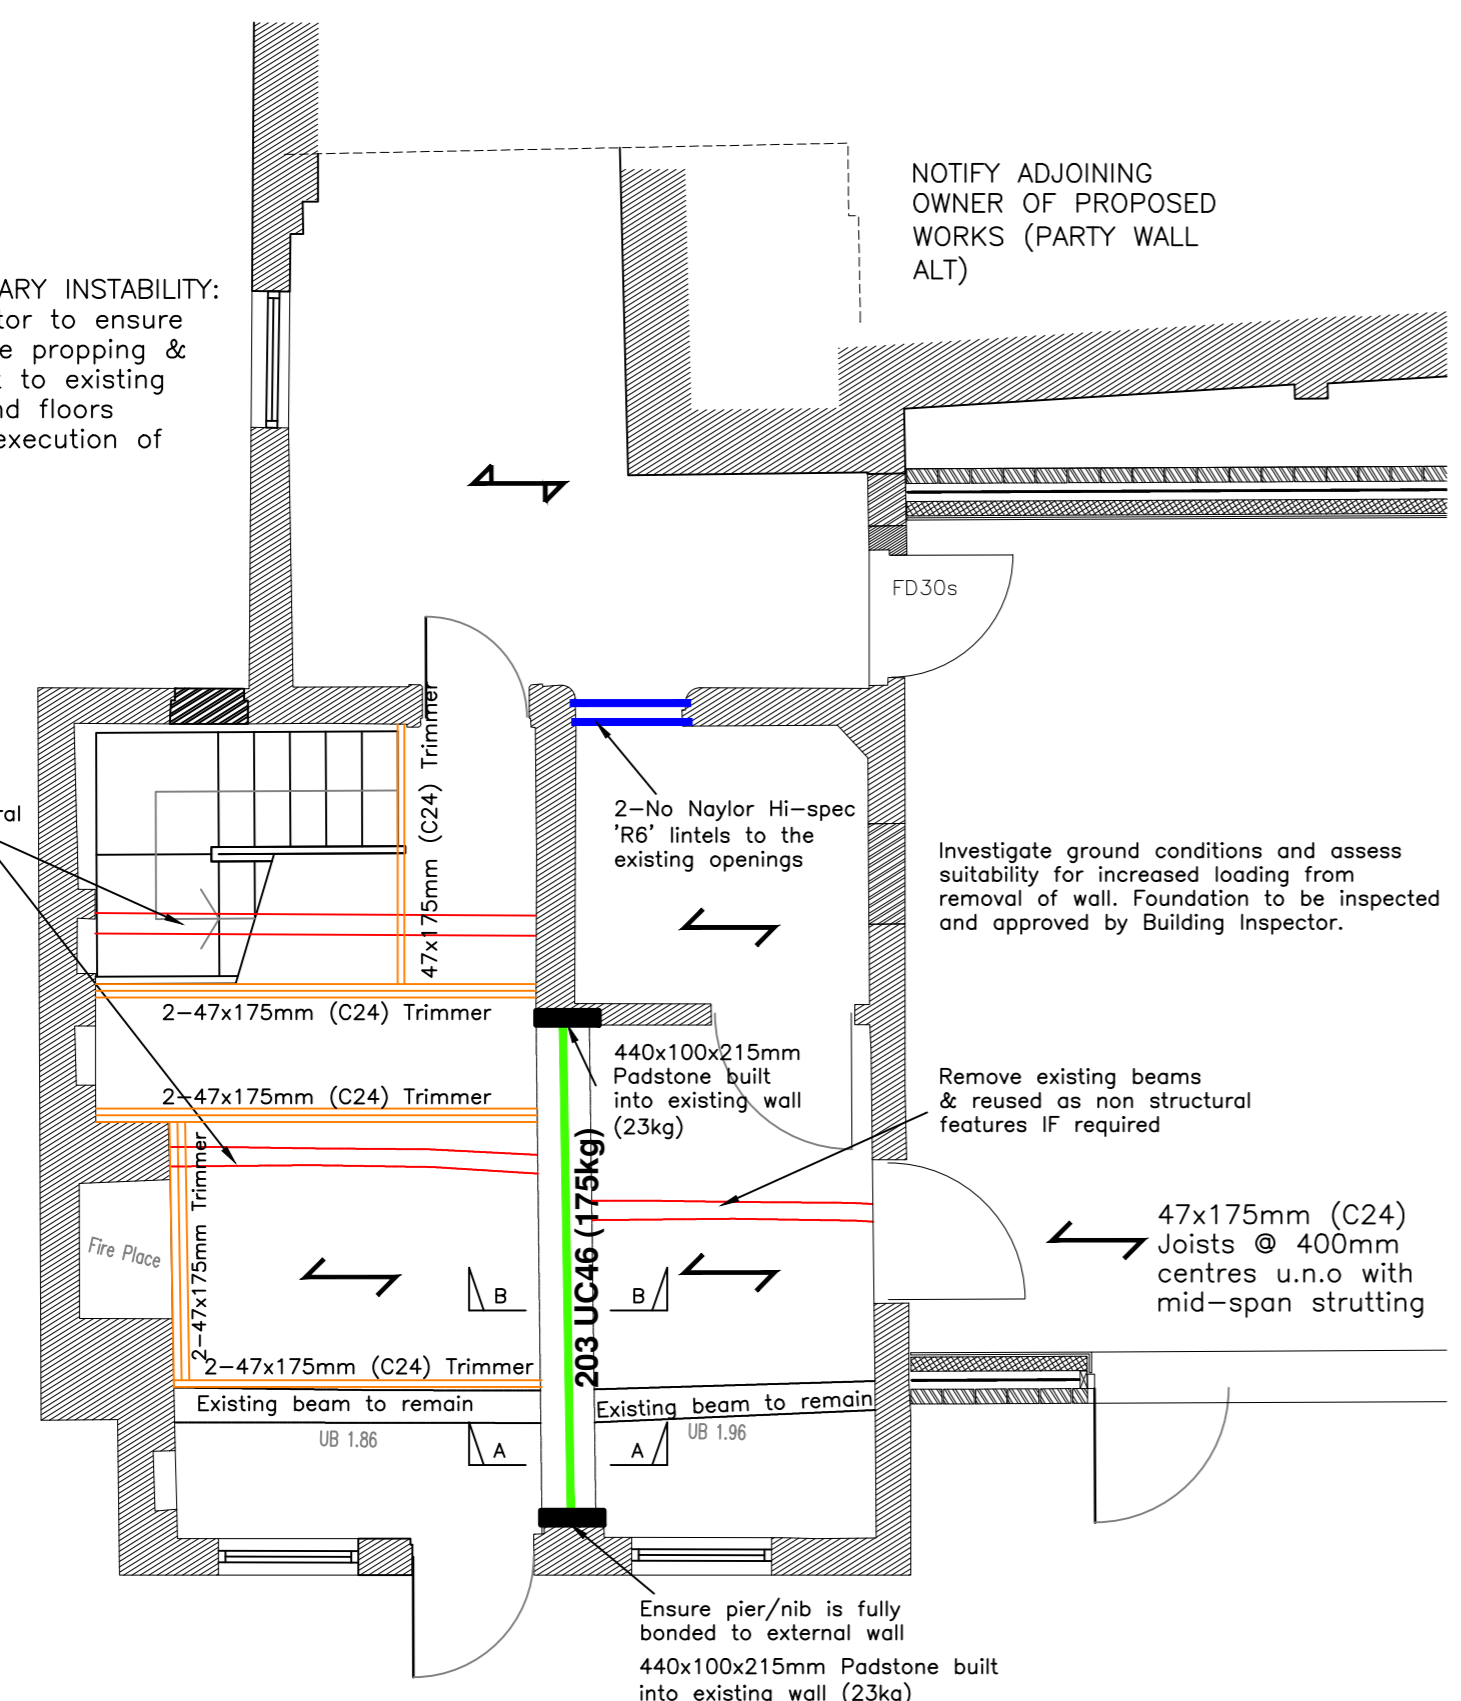 NOTIFY ADJOINING
OWNER OF PROPOSED
WORKS (PARTY WALL
ALT)
ARY INSTABILITY:
tor to ensure
e propping &
to existing
nd floors
execution of
FD30s
47x175mm (C24) Trimmer
ral
2-No Naylor Hi-spec
'R6' lintels to the
existing openings
Investigate ground conditions and assess
suitability for increased loading from
removal of wall. Foundation to be inspected
and approved by Building Inspector.
2-47x175mm (C24) Trimmer
440x100x215mm
Padstone built
into existing wall
(23kg)
2-47x175mm (C24) Trimmer
Remove existing beams
& reused as non structural
features IF required
2-47x175mm Trimmer
203 UC46 (175kg)
Fire Place
47x175mm (C24)
Joists @ 400mm
centres u.n.o with
mid-span strutting
B
B
2-47x175mm (C24) Trimmer
Existing beam to remain
Existing beam to remain
UB 1.86
UB 1.96
A
A
Ensure pier/nib is fully
bonded to external wall
440x100x215mm Padstone built
into existing wall (23kg)